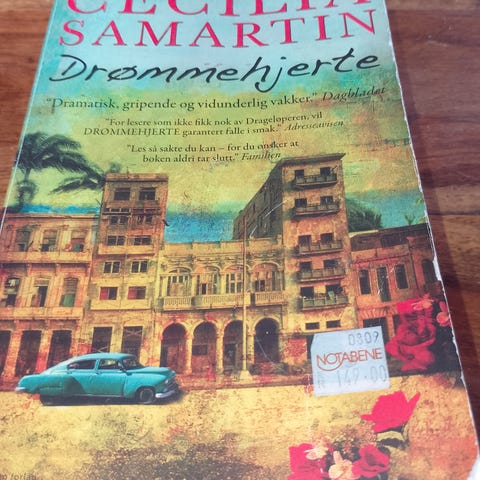 CECILIA
SAMARTIN
Drømmehjerte
"Dramatisk, gripende og vidunderlig vakker." Dagbladet
"For lesere som ikke fikk nok av Drageløperen, vil
DRØMMEHJERTE garantert falle i smak." Adresseavisen
"Les så sakte du kan – for du ønsker at
boken aldri tar slutt." Familien
0309
NOTABENE
149.00
forlag